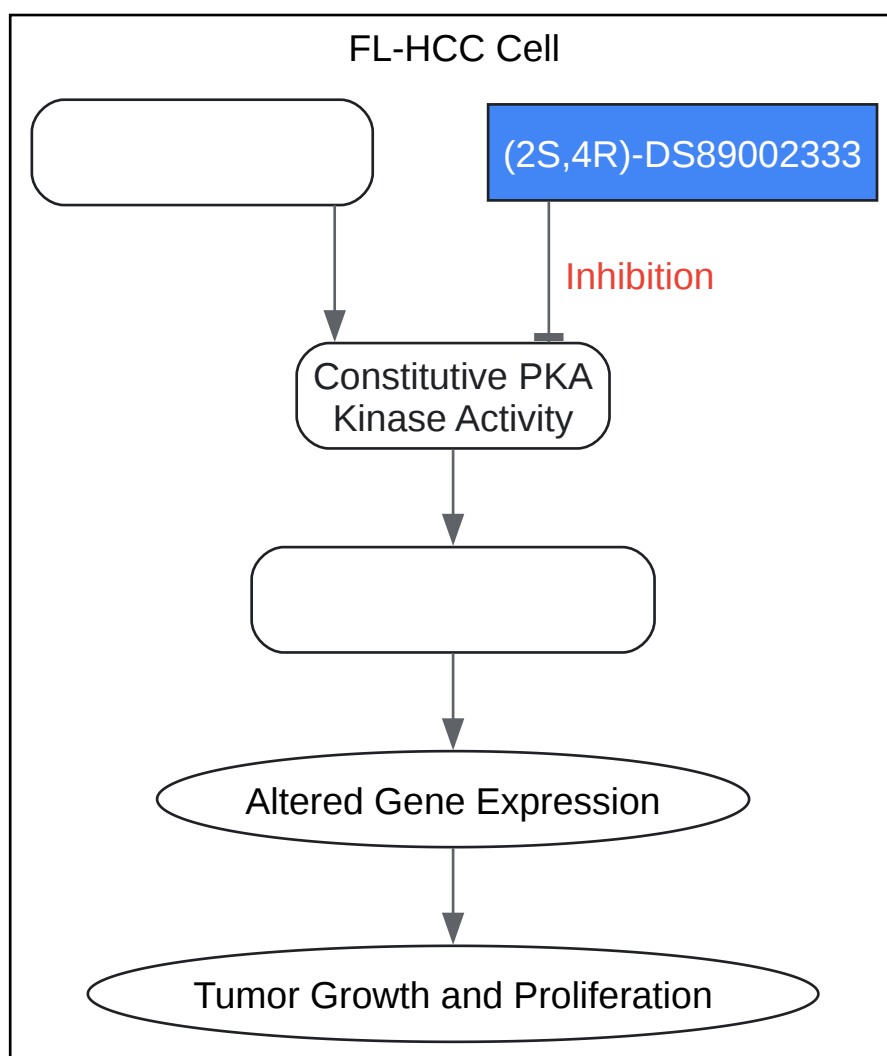 FL-HCC Cell
(2S,4R)-DS89002333
Inhibition
Constitutive PKA
Kinase Activity
Altered Gene Expression
Tumor Growth and Proliferation